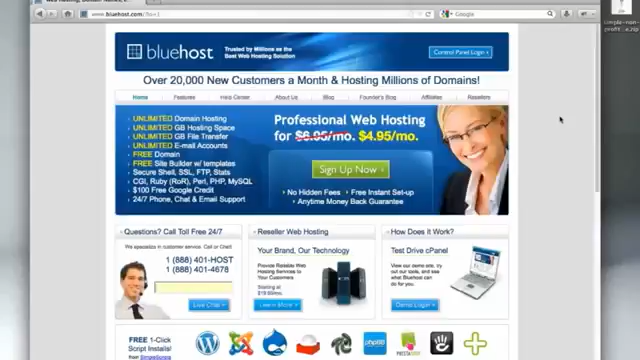 www.bluehost.com
Google
bluehost
Trusted by Millions as the
Best Web Hosting Solution
Control Panel Login
Over 20,000 New Customers a Month & Hosting Millions of Domains!
Home
Features
Help Center
About Us
Blog
Founder's Blog
Affiliates
Resellers
UNLIMITED Domain Hosting
UNLIMITED GB Hosting Space
UNLIMITED GB File Transfer
UNLIMITED E-mail Accounts
FREE Domain
FREE Site Builder w/ templates
Secure Shell, SSL, FTP, Stats
CGI, Ruby (RoR), Perl, PHP, MySQL
$100 Free Google Credit
24/7 Phone, Chat & Email Support
Professional Web Hosting
for $6.95/mo. $4.95/mo.
Sign Up Now
• No Hidden Fees • Free Instant Set-up
• Anytime Money Back Guarantee
Questions? Call Toll Free 24/7
We specialize in customer service. Call or Chat!
1 (888) 401-HOST
1 (888) 401-4678
Live Chat
Reseller Web Hosting
Your Brand, Our Technology
Provide Reliable Web
Hosting Services to
Your Customers
Starting at
Learn More
How Does It Work?
Test Drive cPanel
View our demo site, try
out our tools, and see
what Bluehost can
do for you.
Demo Login
FREE 1-Click
Script Installs!
from SimpleScripts
phpBB